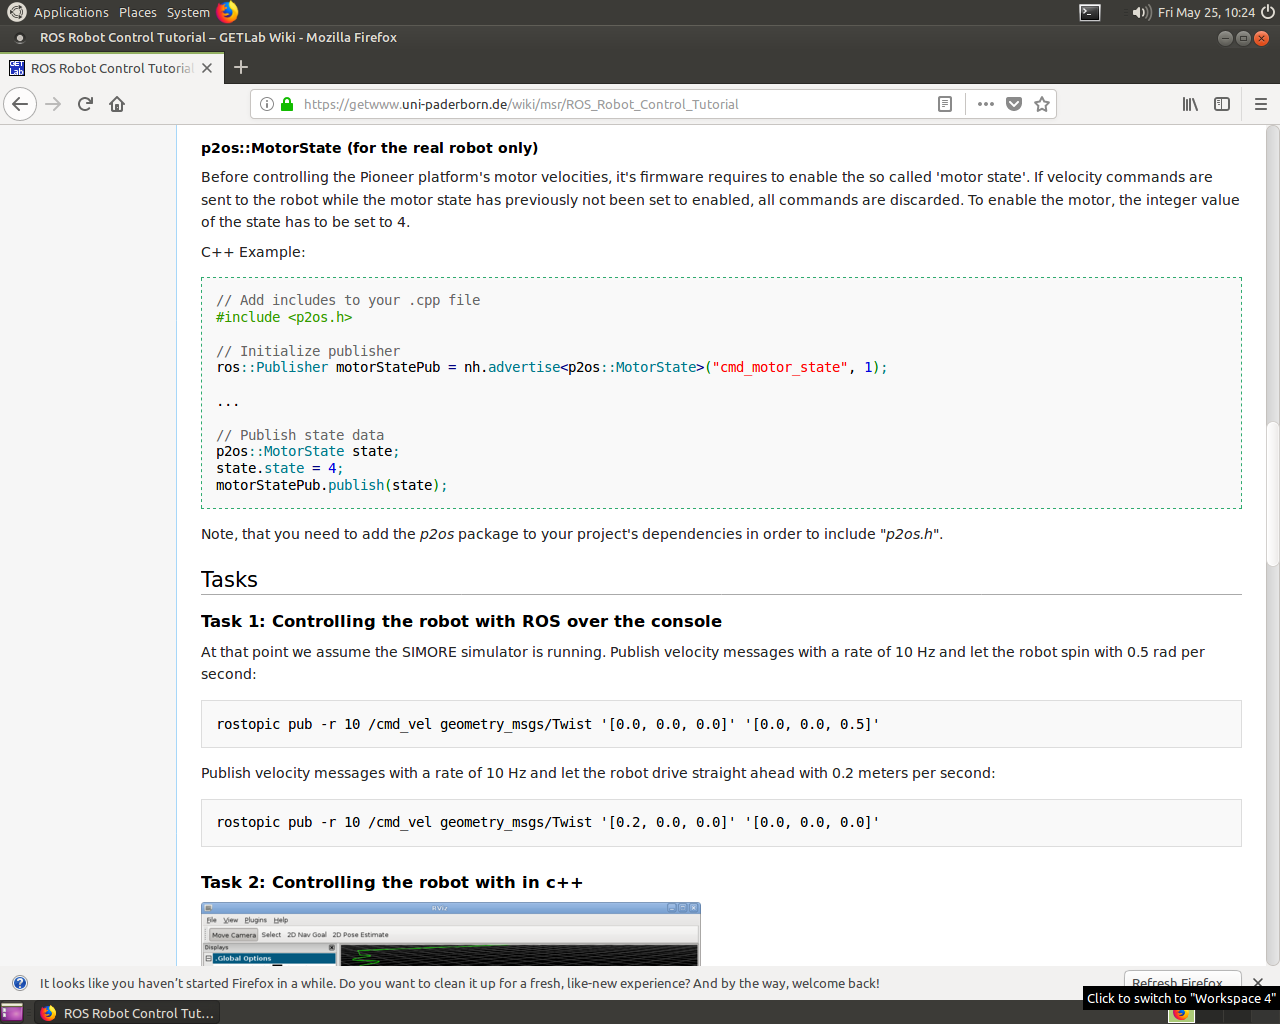 Applications Places System Fri May 25, 10:24
ROS Robot Control Tutorial – GETLab Wiki - Mozilla Firefox
GET Lab ROS Robot Control Tutorial
https://getwww.uni-paderborn.de/wiki/msr/ROS_Robot_Control_Tutorial
p2os::MotorState (for the real robot only)
Before controlling the Pioneer platform's motor velocities, it's firmware requires to enable the so called 'motor state'. If velocity commands are
sent to the robot while the motor state has previously not been set to enabled, all commands are discarded. To enable the motor, the integer value
of the state has to be set to 4.
C++ Example:
// Add includes to your .cpp file
#include <p2os.h>
// Initialize publisher
ros::Publisher motorStatePub = nh.advertise<p2os::MotorState>("cmd_motor_state", 1);
...
// Publish state data
p2os::MotorState state;
state.state = 4;
motorStatePub.publish(state);
Note, that you need to add the p2os package to your project's dependencies in order to include "p2os.h".
Tasks
Task 1: Controlling the robot with ROS over the console
At that point we assume the SIMORE simulator is running. Publish velocity messages with a rate of 10 Hz and let the robot spin with 0.5 rad per
second:
rostopic pub -r 10 /cmd_vel geometry_msgs/Twist '[0.0, 0.0, 0.0]' '[0.0, 0.0, 0.5]'
Publish velocity messages with a rate of 10 Hz and let the robot drive straight ahead with 0.2 meters per second:
rostopic pub -r 10 /cmd_vel geometry_msgs/Twist '[0.2, 0.0, 0.0]' '[0.0, 0.0, 0.0]'
Task 2: Controlling the robot with in c++
RViz
File View Plugins Help
Move Camera Select 2D Nav Goal 2D Pose Estimate
Displays
.Global Options
It looks like you haven't started Firefox in a while. Do you want to clean it up for a fresh, like-new experience? And by the way, welcome back!
Refresh Firefox...
Click to switch to "Workspace 4"
ROS Robot Control Tut...